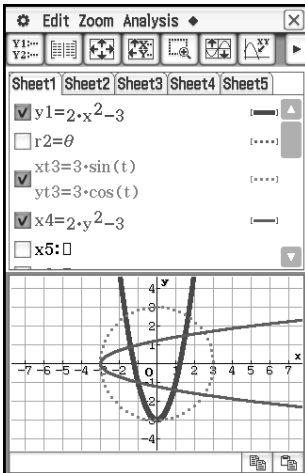 Edit Zoom Analysis ◆
Y1:… Y2:… XY
Sheet1 Sheet2 Sheet3 Sheet4 Sheet5
y1=2·x²−3
r2=θ
xt3=3·sin(t)
yt3=3·cos(t)
x4=2·y²−3
x5:▯
y
4
3
2
1
x
-7 -6 -5 -4 -3 -2 -1 0 1 2 3 4 5 6 7
-1
-2
-3
-4